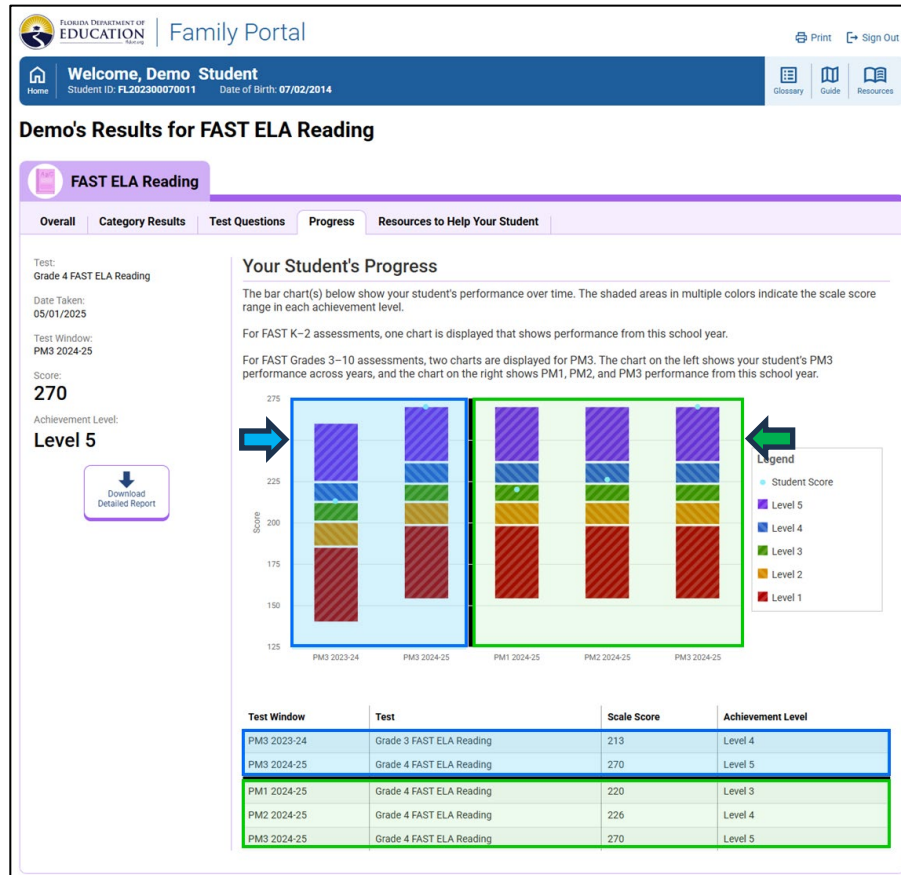 FLORIDA DEPARTMENT OF
EDUCATION
fldoe.org
Family Portal
Print
Sign Out
Home
Welcome, Demo Student
Student ID: FL202300070011 Date of Birth: 07/02/2014
Glossary
Guide
Resources
Demo's Results for FAST ELA Reading
FAST ELA Reading
Overall
Category Results
Test Questions
Progress
Resources to Help Your Student
Test:
Grade 4 FAST ELA Reading
Date Taken:
05/01/2025
Test Window:
PM3 2024-25
Score:
270
Achievement Level:
Level 5
Download
Detailed Report
Your Student's Progress
The bar chart(s) below show your student's performance over time. The shaded areas in multiple colors indicate the scale score
range in each achievement level.
For FAST K–2 assessments, one chart is displayed that shows performance from this school year.
For FAST Grades 3–10 assessments, two charts are displayed for PM3. The chart on the left shows your student's PM3
performance across years, and the chart on the right shows PM1, PM2, and PM3 performance from this school year.
275
225
200
175
150
125
Score
PM3 2023-24
PM3 2024-25
PM1 2024-25
PM2 2024-25
PM3 2024-25
Legend
Student Score
Level 5
Level 4
Level 3
Level 2
Level 1
Test Window Test Scale Score Achievement Level
PM3 2023-24 Grade 3 FAST ELA Reading 213 Level 4
PM3 2024-25 Grade 4 FAST ELA Reading 270 Level 5
PM1 2024-25 Grade 4 FAST ELA Reading 220 Level 3
PM2 2024-25 Grade 4 FAST ELA Reading 226 Level 4
PM3 2024-25 Grade 4 FAST ELA Reading 270 Level 5